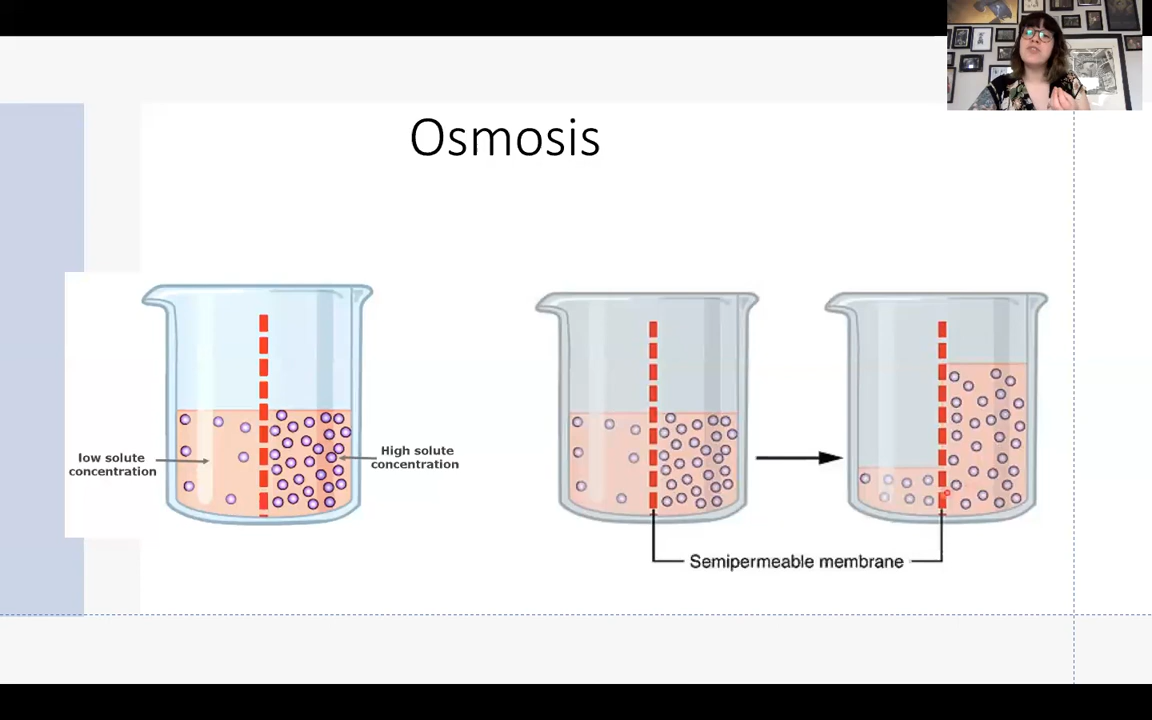 Osmosis
low solute
concentration
High solute
concentration
Semipermeable membrane